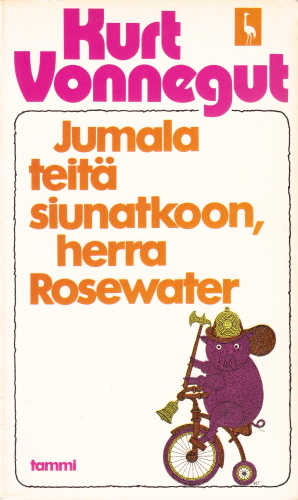 Kurt
Vonnegut
Jumala
teitä
siunatkoon,
herra
Rosewater
tammi